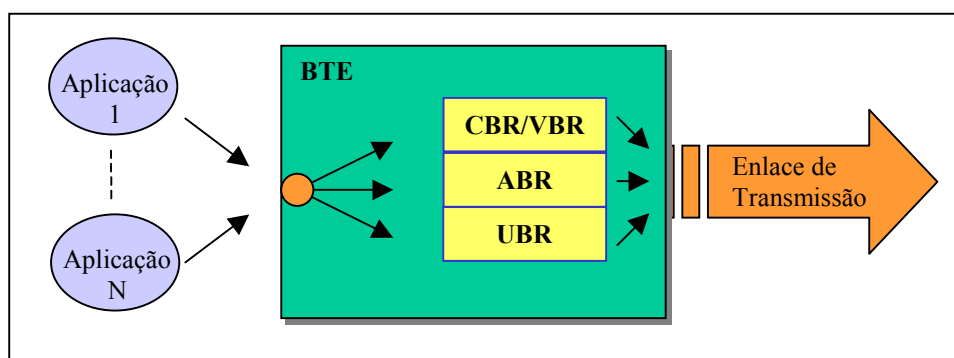 Aplicação
1
Aplicação
N
BTE
CBR/VBR
ABR
UBR
Enlace de
Transmissão